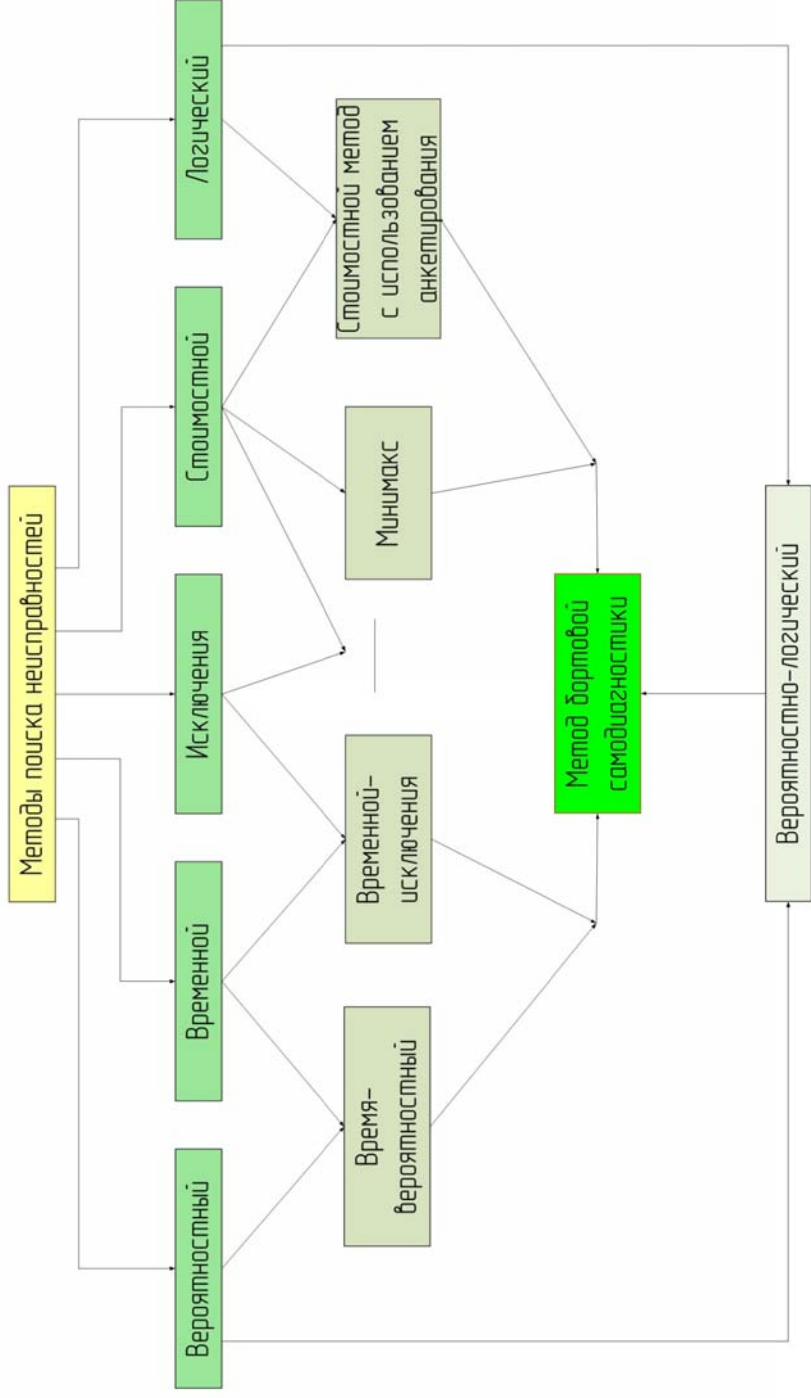 Методы поиска неисправностей
Вероятностный
Временной
Исключения
Стоимостной
Логический
Время-
вероятностный
Временной-
исключения
Минимакс
Стоимостной метод
с использованием
анкетирования
Метод бортовой
самодиагностики
Вероятностно-логический